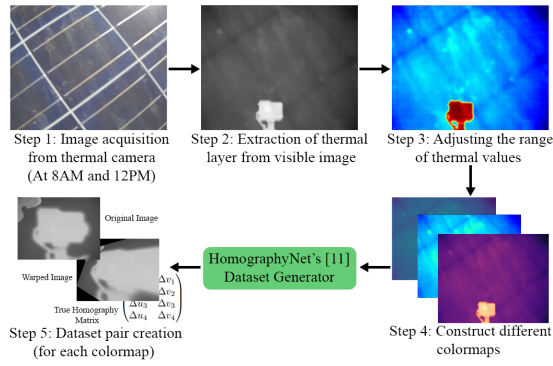 Step 1: Image acquisition
from thermal camera
(At 8AM and 12PM)
Step 2: Extraction of thermal
layer from visible image
Step 3: Adjusting the range
of thermal values
Step 4: Construct different
colormaps
HomographyNet's [11]
Dataset Generator
Original Image
Warped Image
True Homography
Matrix
Δv₁
Δv₂
Δu₃ Δv₃
Δu₄ Δv₄
Step 5: Dataset pair creation
(for each colormap)